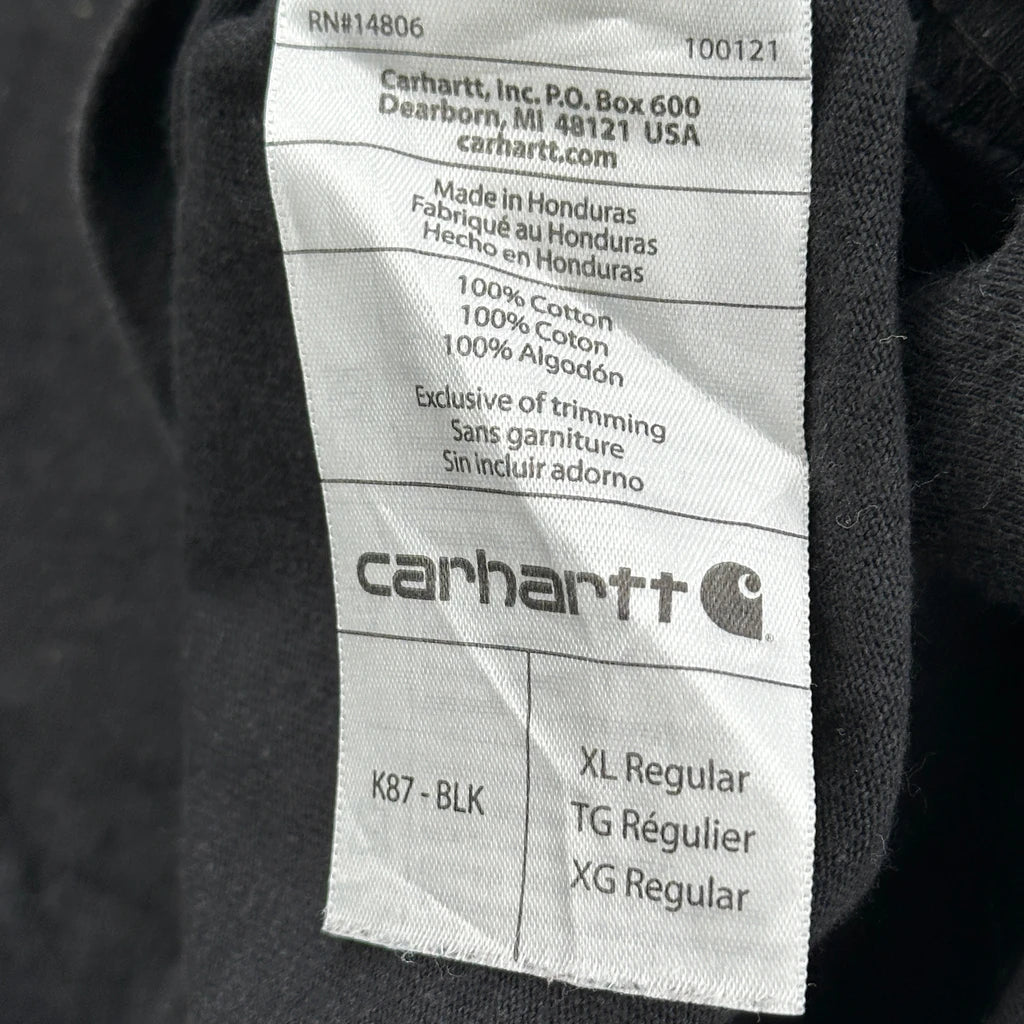 RN#14806
100121
Carhartt, Inc. P.O. Box 600
Dearborn, MI 48121 USA
carhartt.com
Made in Honduras
Fabriqué au Honduras
Hecho en Honduras
100% Cotton
100% Coton
100% Algodón
Exclusive of trimming
Sans garniture
Sin incluir adorno
carhartt
K87 - BLK
XL Regular
TG Régulier
XG Regular